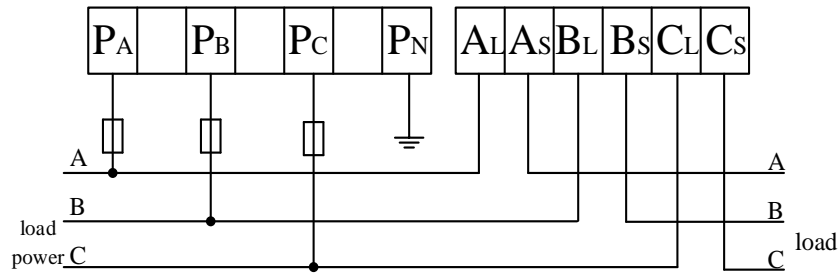 PA PB PC PN AL AS BL BS CL CS
A A
B B
load load
power C C